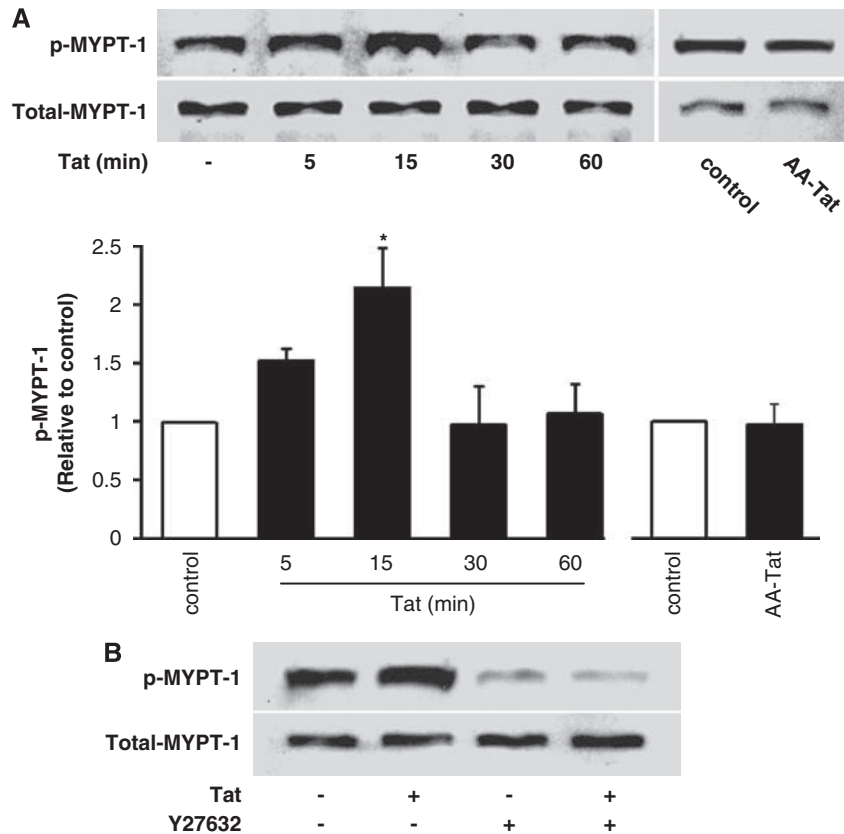 A
p-MYPT-1
Total-MYPT-1
Tat (min) - 5 15 30 60 control AA-Tat
p-MYPT-1
(Relative to control)
2.5
2
1.5
1
0.5
0
*
control 5 15 30 60 control AA-Tat
Tat (min)
B
p-MYPT-1
Total-MYPT-1
Tat - + - +
Y27632 - - + +